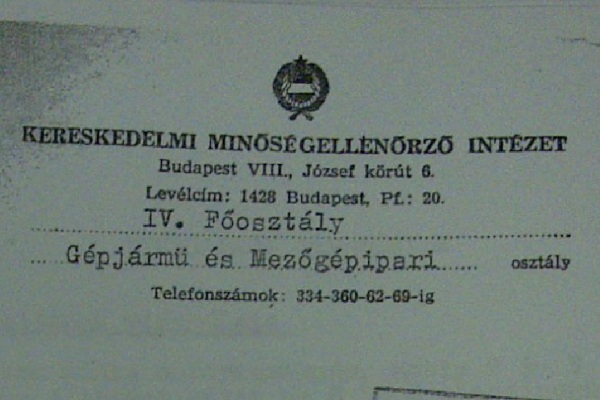 KERESKEDELMI MINŐSÉGELLENŐRZŐ INTÉZET
Budapest VIII., József körút 6.
Levélcím: 1428 Budapest, Pf.: 20.
IV. Főosztály
Gépjármü és Mezőgépipari osztály
Telefonszámok: 334-360-62-69-ig